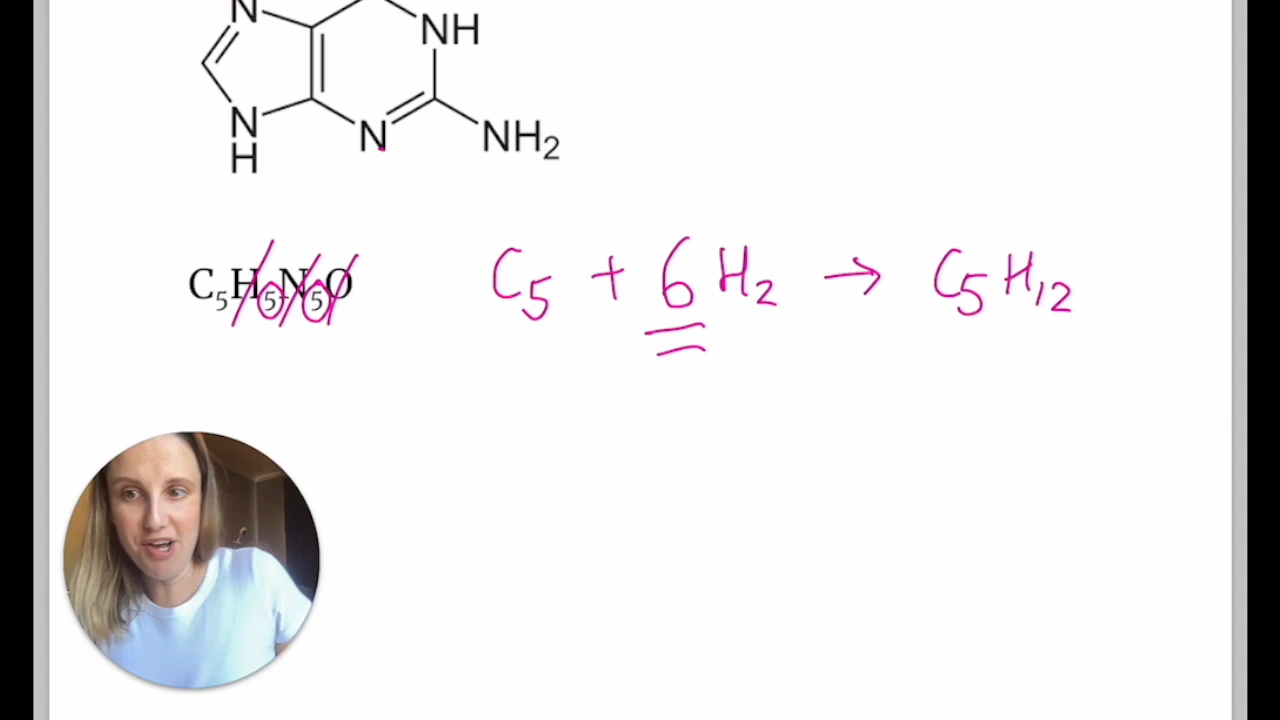 N
NH
N
H
N
NH₂
C₅H₅N₅O C₅ + 6 H₂ → C₅H₁₂